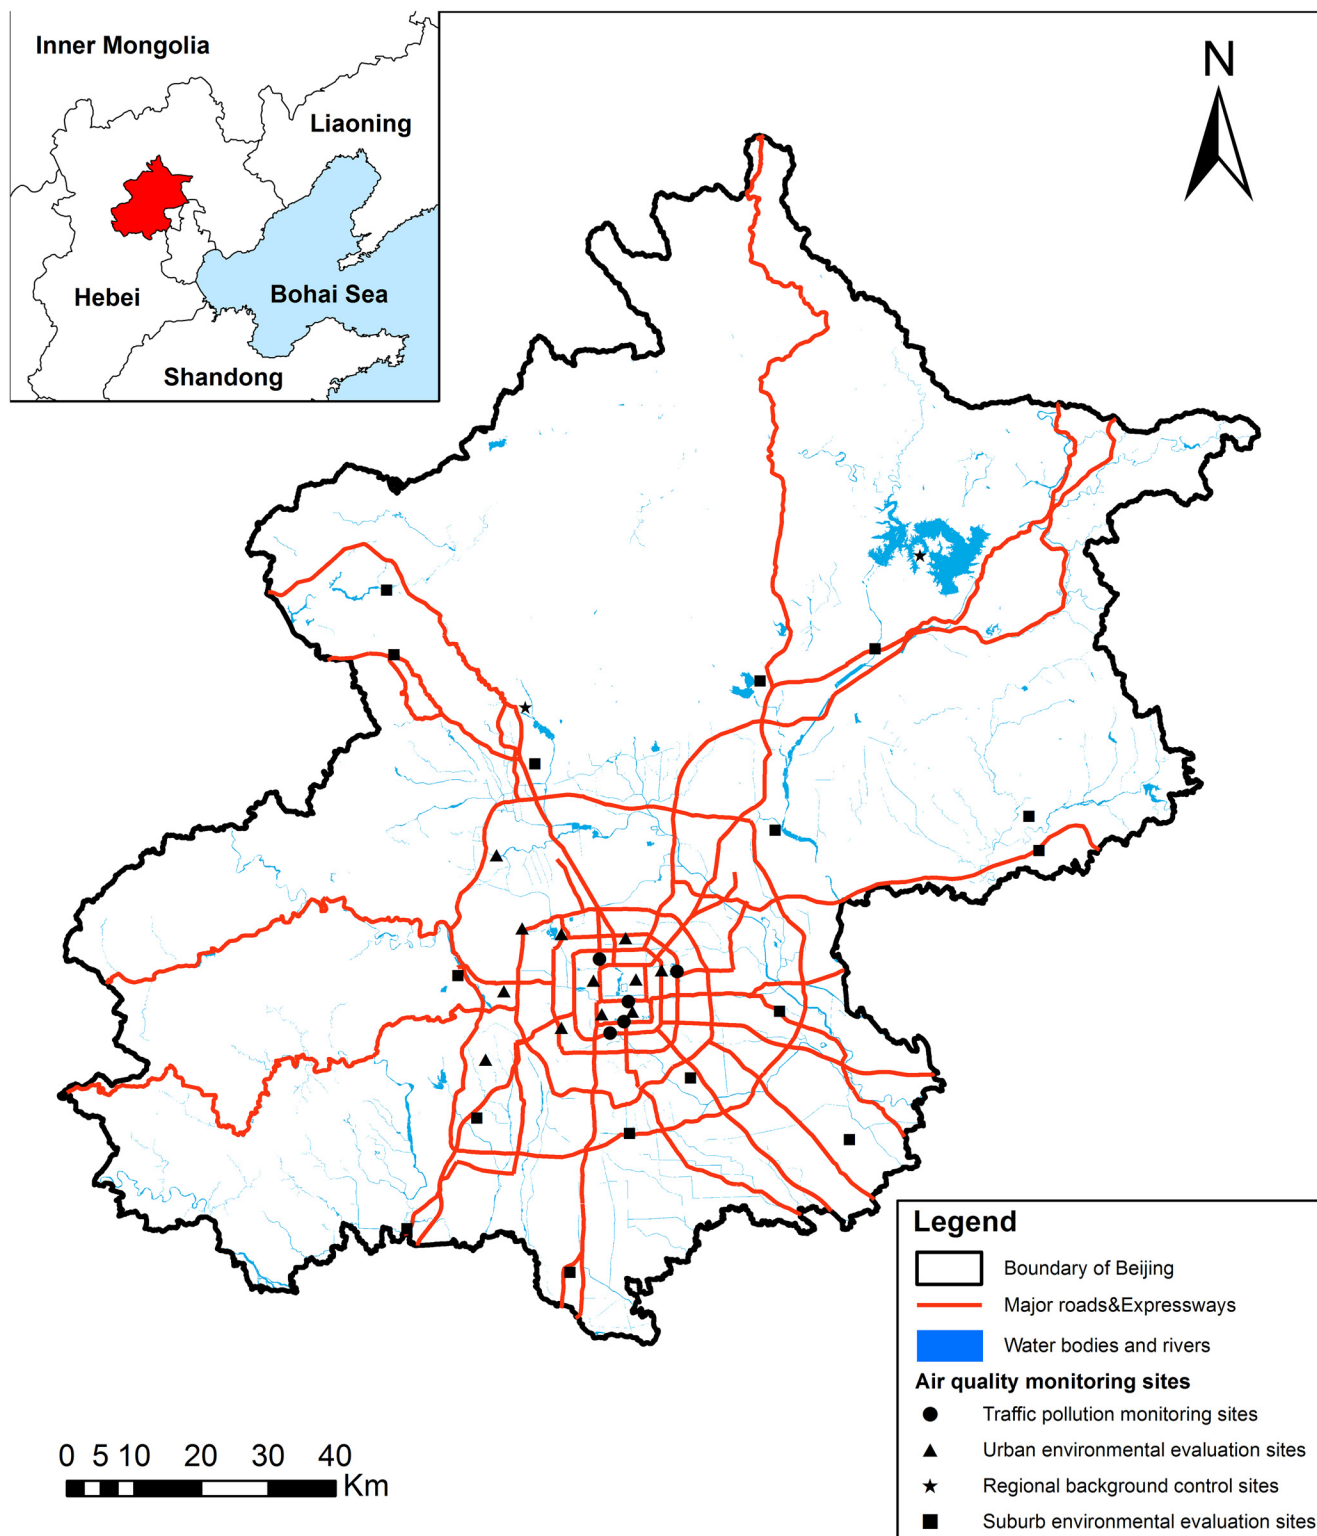 Inner Mongolia
Liaoning
Hebei
Bohai Sea
Shandong
N
Legend
Boundary of Beijing
Major roads&Expressways
Water bodies and rivers
Air quality monitoring sites
Traffic pollution monitoring sites
Urban environmental evaluation sites
Regional background control sites
Suburb environmental evaluation sites
0 5 10 20 30 40
Km